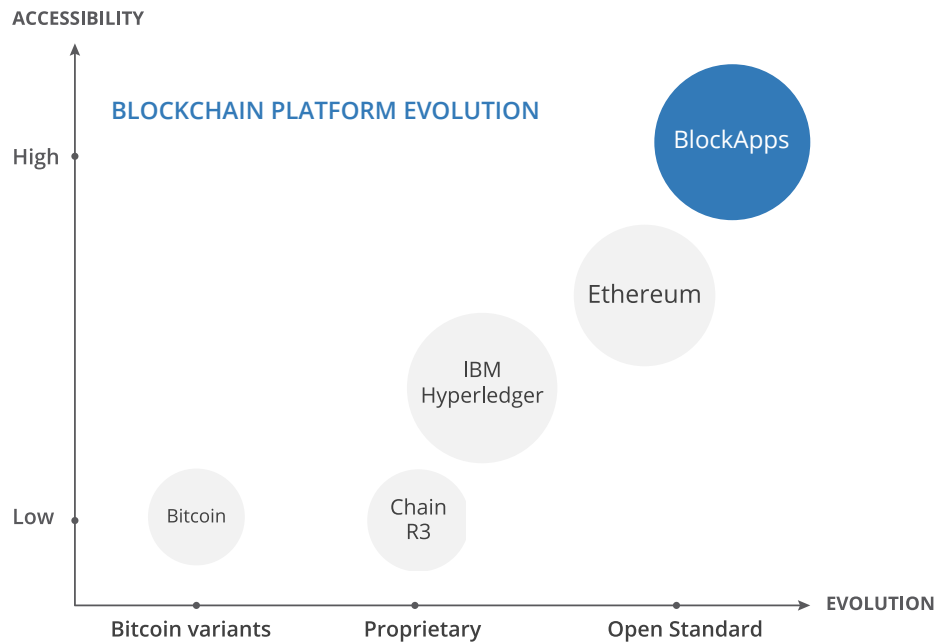 ACCESSIBILITY
BLOCKCHAIN PLATFORM EVOLUTION
BlockApps
High
Ethereum
IBM
Hyperledger
Chain
R3
Bitcoin
Low
EVOLUTION
Bitcoin variants
Proprietary
Open Standard